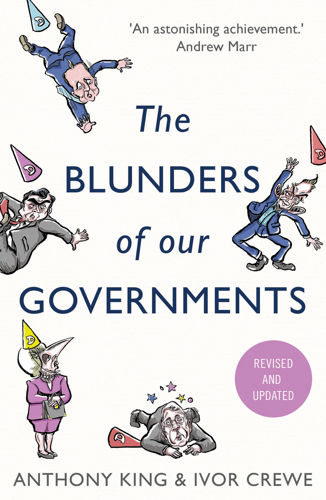 'An astonishing achievement.'
Andrew Marr
The
BLUNDERS
of our
GOVERNMENTS
REVISED
AND
UPDATED
ANTHONY KING & IVOR CREWE